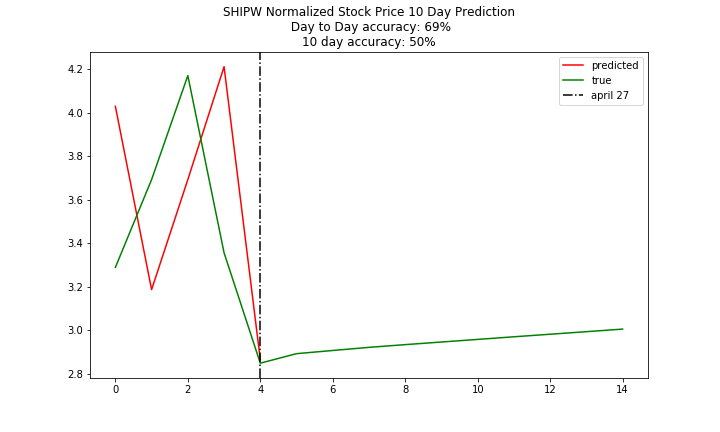 SHIPW Normalized Stock Price 10 Day Prediction
Day to Day accuracy: 69%
10 day accuracy: 50%
predicted
true
april 27
4.2
4.0
3.8
3.6
3.4
3.2
3.0
2.8
0 2 4 6 8 10 12 14